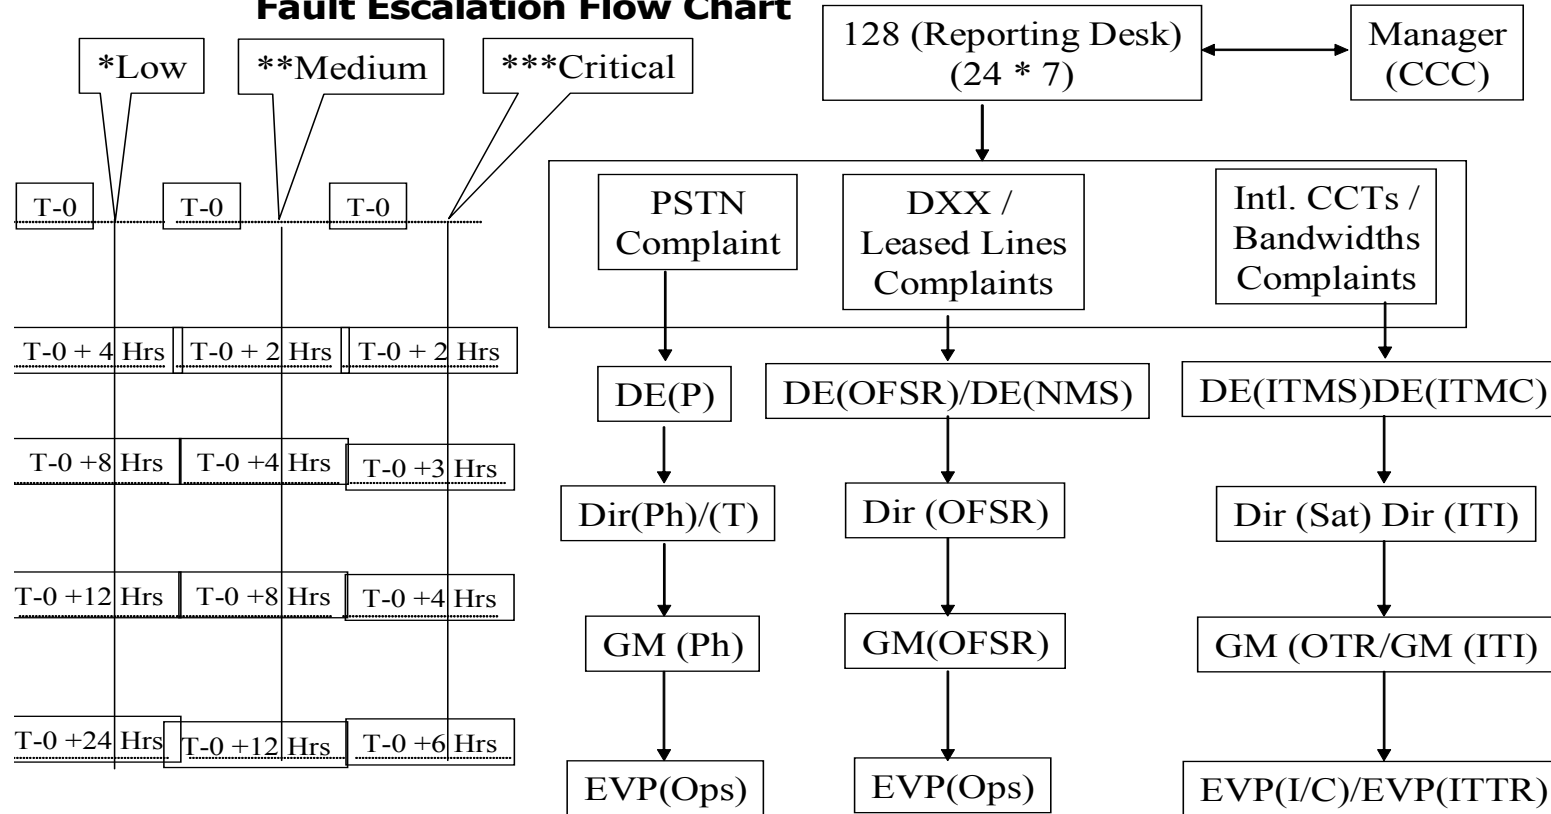 Fault Escalation Flow Chart
*Low
**Medium
***Critical
128 (Reporting Desk)
(24 * 7)
Manager
(CCC)
T-0
T-0
T-0
PSTN
Complaint
DXX /
Leased Lines
Complaints
Intl. CCTs /
Bandwidths
Complaints
T-0 + 4 Hrs
T-0 + 2 Hrs
T-0 + 2 Hrs
DE(P)
DE(OFSR)/DE(NMS)
DE(ITMS)DE(ITMC)
T-0 +8 Hrs
T-0 +4 Hrs
T-0 +3 Hrs
Dir(Ph)/(T)
Dir (OFSR)
Dir (Sat) Dir (ITI)
T-0 +12 Hrs
T-0 +8 Hrs
T-0 +4 Hrs
GM (Ph)
GM(OFSR)
GM (OTR/GM (ITI)
T-0 +24 Hrs
T-0 +12 Hrs
T-0 +6 Hrs
EVP(Ops)
EVP(Ops)
EVP(I/C)/EVP(ITTR)